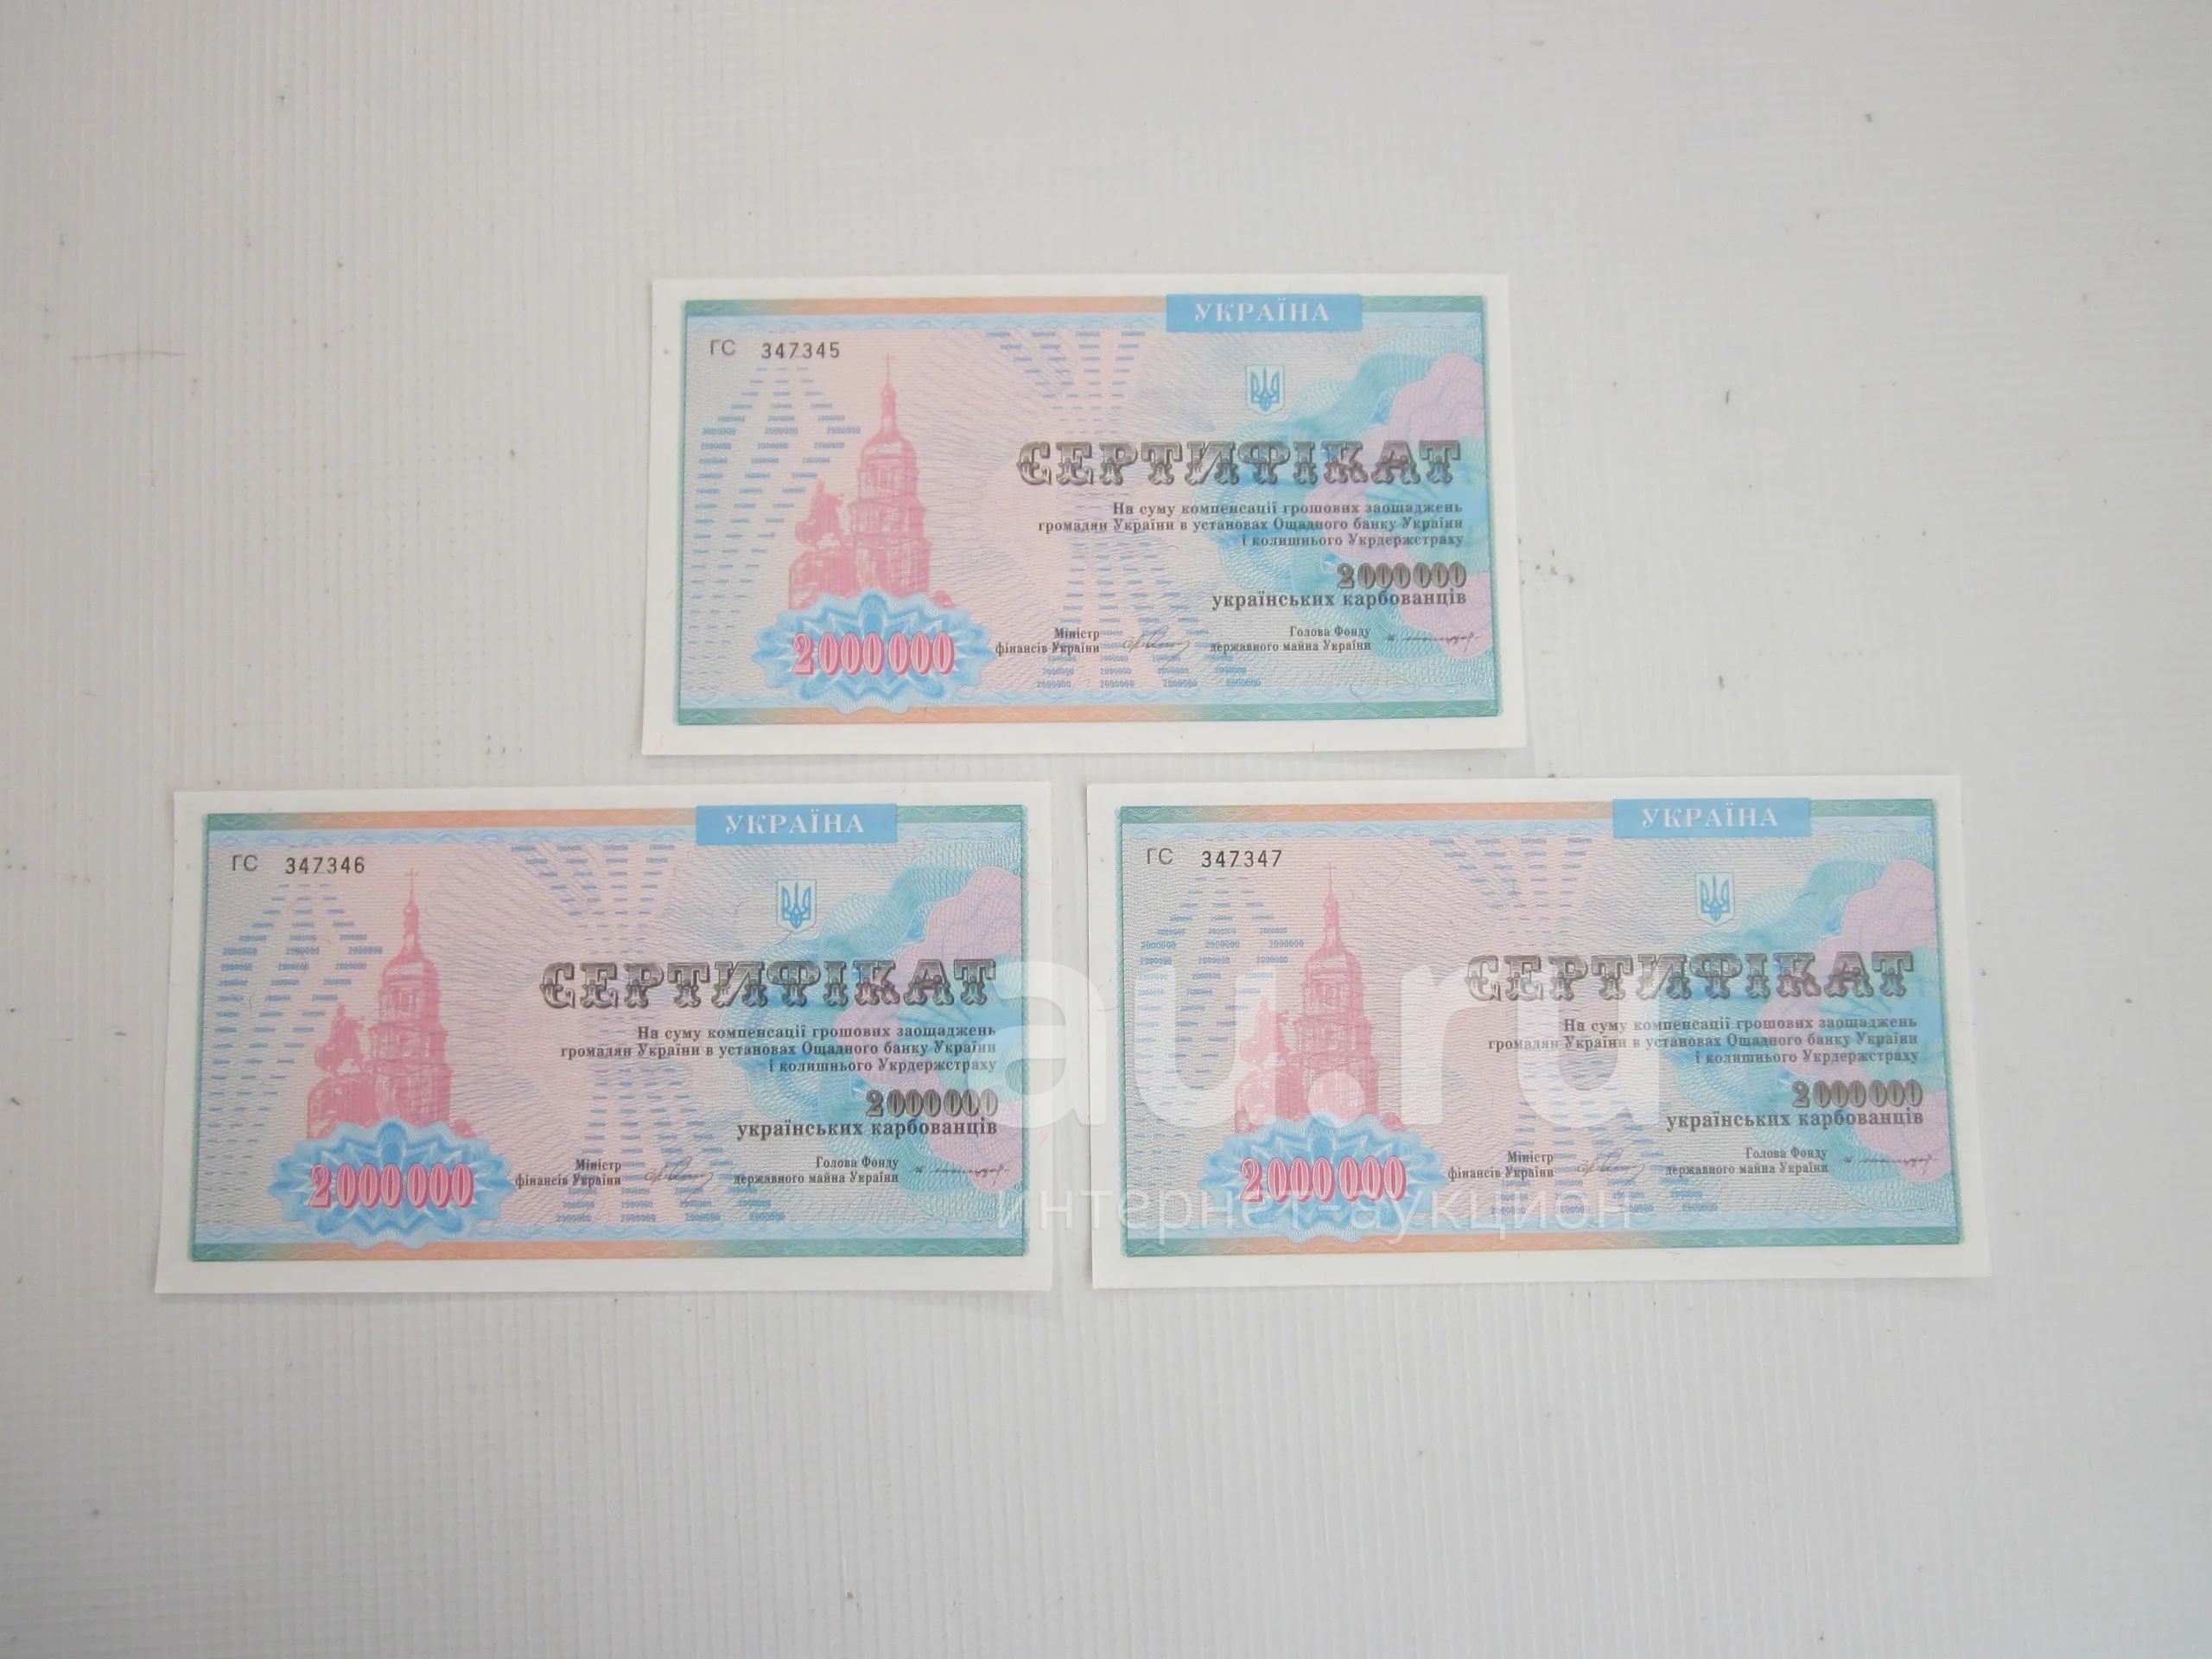 УКРАЇНА
ГС 347345
СЕРТИФІКАТ
На суму компенсації грошових заощаджень
громадян України в установах Ощадного банку України
і колишнього Укрдержстраху
2000000
українських карбованців
Міністр
фінансів України
Голова Фонду
державного майна України
2000000
УКРАЇНА
ГС 347346
СЕРТИФІКАТ
На суму компенсації грошових заощаджень
громадян України в установах Ощадного банку України
і колишнього Укрдержстраху
2000000
українських карбованців
Міністр
фінансів України
Голова Фонду
державного майна України
2000000
УКРАЇНА
ГС 347347
СЕРТИФІКАТ
На суму компенсації грошових заощаджень
громадян України в установах Ощадного банку України
і колишнього Укрдержстраху
2000000
українських карбованців
Міністр
фінансів України
Голова Фонду
державного майна України
2000000
au.ru
интернет-аукцион